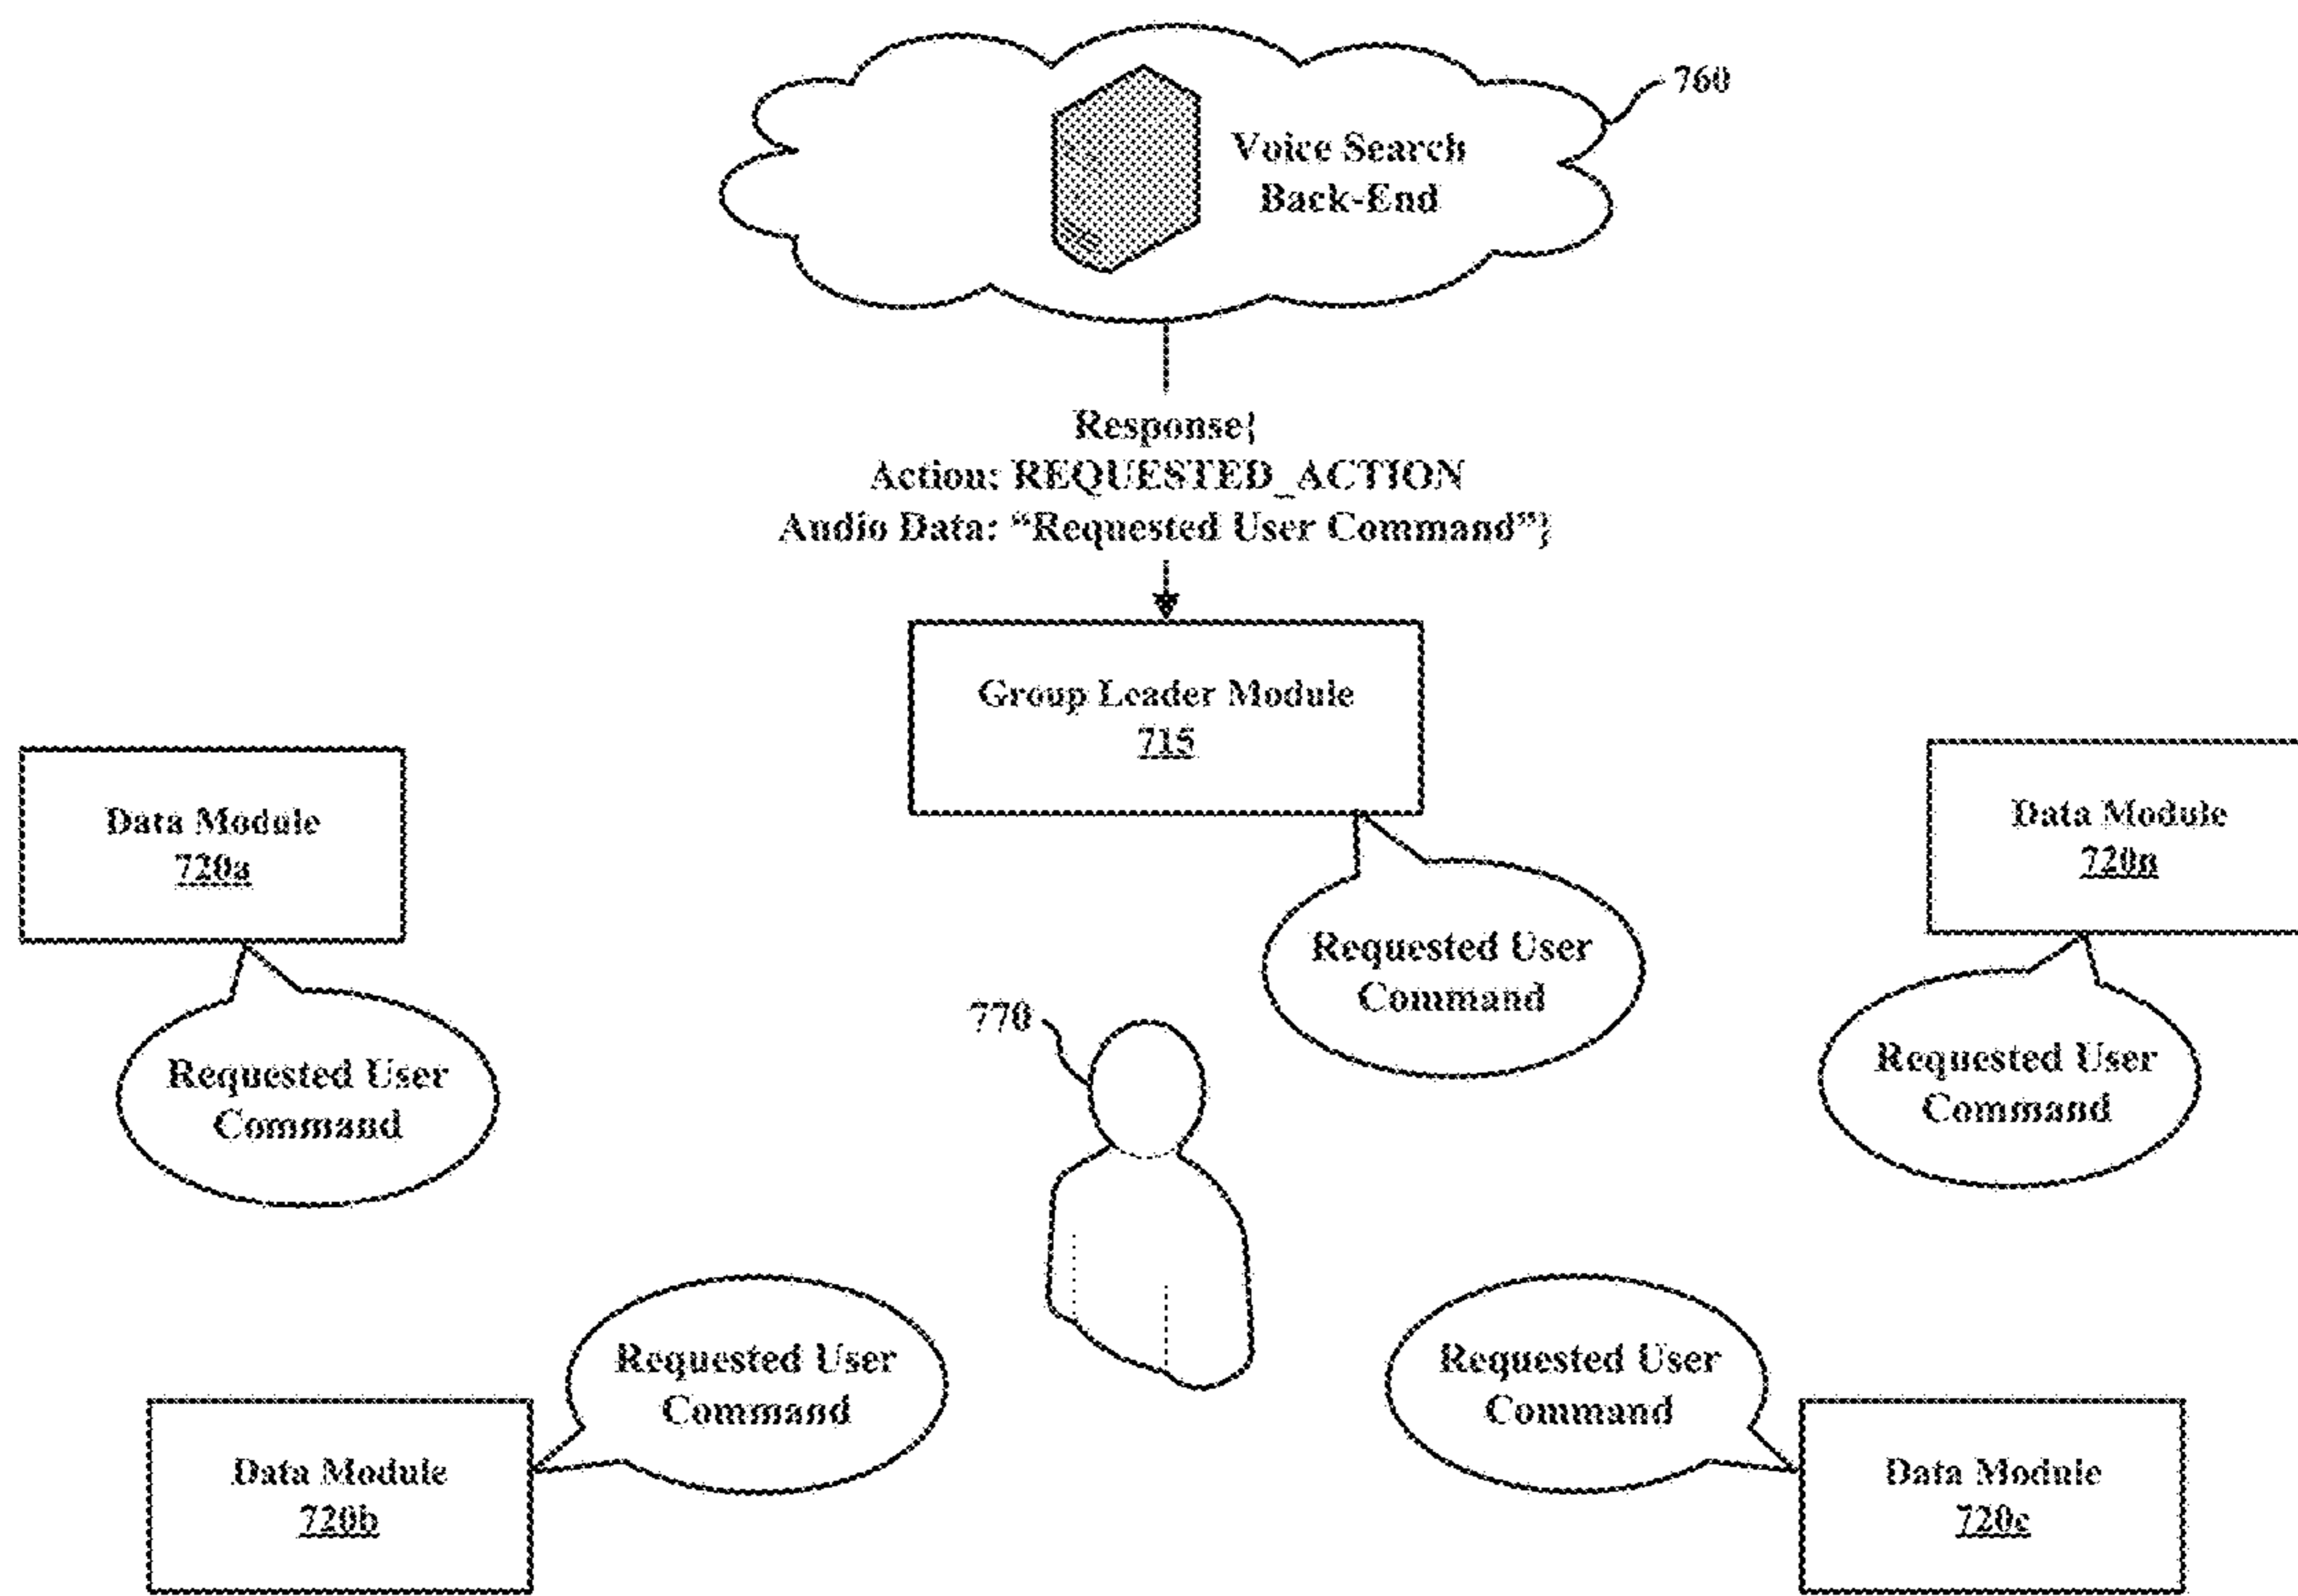 760
Voice Search
Back-End
Response{
Action: REQUESTED_ACTION
Audio Data: “Requested User Command”}
Group Leader Module
715
Data Module
720a
Data Module
720n
Requested User
Command
Requested User
Command
Requested User
Command
770
Requested User
Command
Requested User
Command
Data Module
720b
Data Module
720c